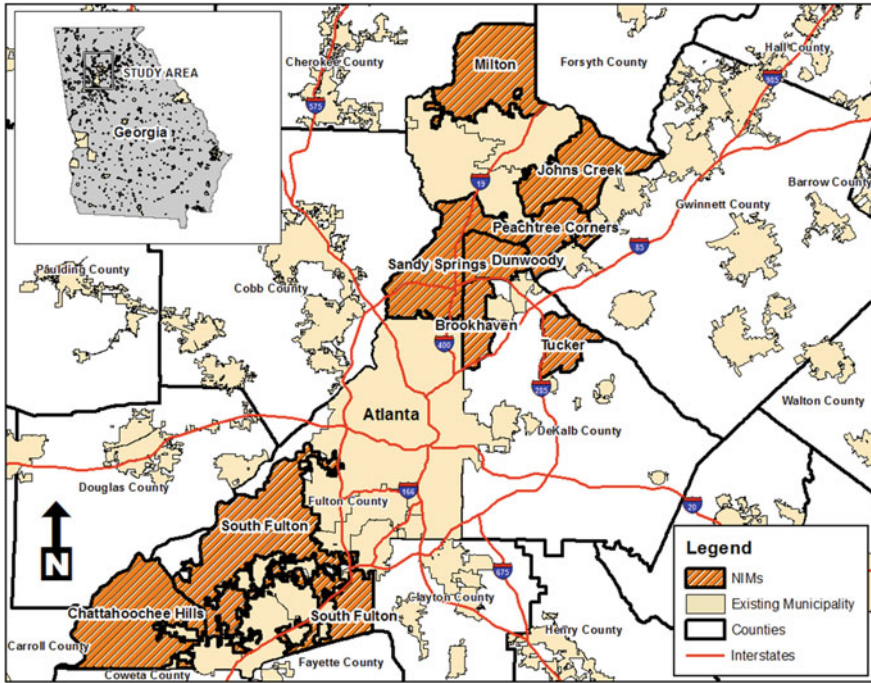 STUDY AREA
Georgia
Cherokee County
575
Milton
Forsyth County
Hall County
985
Johns Creek
19
Barrow County
Gwinnett County
Peachtree Corners
85
Sandy Springs
Dunwoody
Paulding County
Cobb County
Brookhaven
400
Tucker
285
Walton County
Atlanta
DeKalb County
Douglas County
Fulton County
166
20
South Fulton
N
Chattahoochee Hills
South Fulton
Clayton County
675
Carroll County
Henry County
Coweta County
Fayette County
Legend
NIMs
Existing Municipality
Counties
Interstates